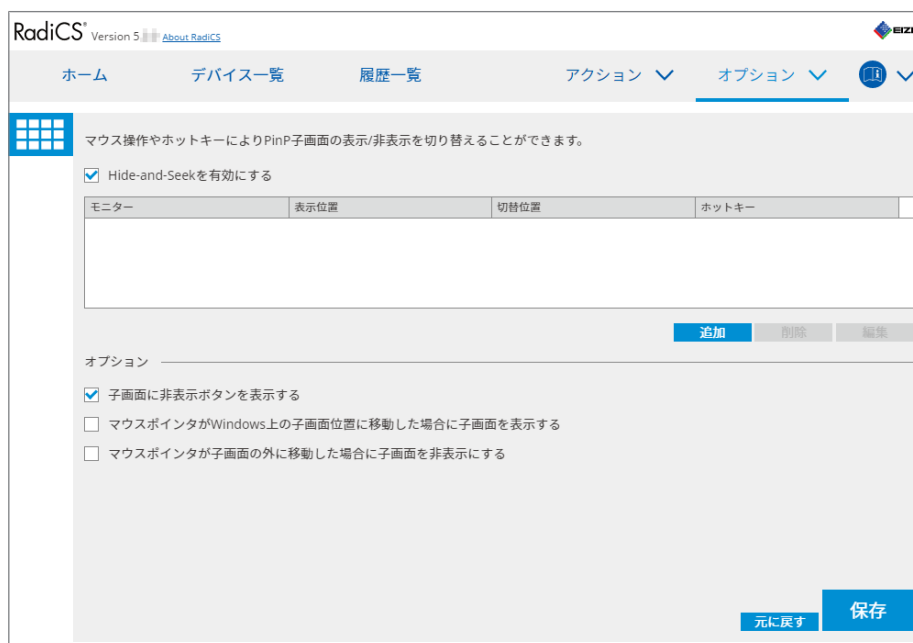 RadiCS® Version 5. About RadiCS
ホーム デバイス一覧 履歴一覧 アクション オプション
マウス操作やホットキーによりPinP子画面の表示/非表示を切り替えることができます。
Hide-and-Seekを有効にする
モニター 表示位置 切替位置 ホットキー
追加 削除 編集
オプション
子画面に非表示ボタンを表示する
マウスポインタがWindows上の子画面位置に移動した場合に子画面を表示する
マウスポインタが子画面の外に移動した場合に子画面を非表示にする
元に戻す 保存